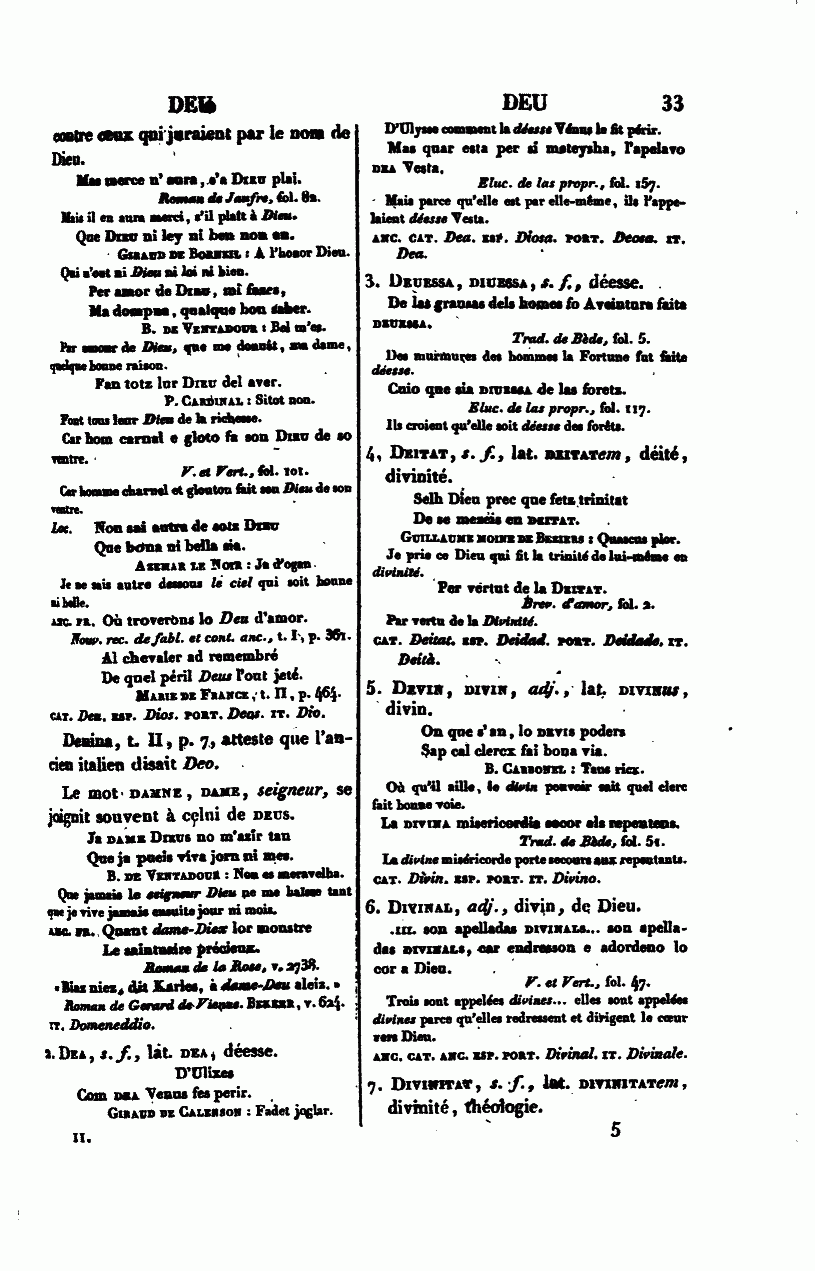 DEU
contre ceux qui juraient par le nom de
Dieu.
Mas merce n' aura, s'a Dieu plai.
Roman de Jaufre, fol. 82.
Mais il en aura merci, s'il plaît à Dieu.
Que Dieu ni ley ni ben non en.
Giraud de Borneil : A l'honor Dieu.
Qui n'ont ni Dieu ni loi ni bien.
Per amor de Dieu, mi fanes,
Ma dompna, qualque bon saber.
B. de Ventadour : Bel m'es.
Par amour de Dieu, que me donnât, ma dame,
quelque bonne raison.
Fan totz lur Dieu del aver.
P. Cardinal : Sitot non.
Font tous leur Dieu de la richesse.
Car hom carnal e gloto fa son Dieu de so
ventre.
V. et Vert., fol. 101.
Car homme charnel et glouton fait son Dieu de son
ventre.
Loc. Non sai autra de sotz Dieu
Que bona ni bella sia.
Azemar le Noir : Ja d'ogan.
Je ne sais autre dessous le ciel qui soit bonne
ni belle.
ANC. FR. Où troverons lo Deu d'amor.
Nouv. rec. de fabl. et cont. anc., t. I, p. 361.
Al chevaler ad remembré
De quel péril Deus l'ont jeté.
Marie de France, t. II, p. 464.
CAT. Deu. ESP. Dios. PORT. Deos. IT. Dio.
Denina, t. II, p. 7, atteste que l'an-
cien italien disait Deo.
Le mot DAMNE, DAME, seigneur, se
joignit souvent à celui de DEUS.
Ja DAME Dieus no m'azir tan
Que ja pueis viva jorn ni mes.
B. de Ventadour : Non es meravelha.
Que jamais le seigneur Dieu ne me haïsse tant
que je vive jamais ensuite jour ni mois.
ANC. FR. Quant dame-Diex lor monstre
Le saintuaire précieux.
Roman de la Rose, v. 2738.
« Bias niez, dit Karles, à dame-Deu aleiz. »
Roman de Gerard de Vienne. Bekker, v. 624.
IT. Domeneddio.
2. Dea, s. f., lat. DEA, déesse.
D'Ulixes
Com DEA Venus fes perir.
Giraud de Calenson : Fadet joglar.
II.
DEU 33
D'Ulysse comment la déesse Vénus le fit périr.
Mas quar esta per si meteysha, l'apelavo
DEA Vesta.
Eluc. de las propr., fol. 157.
Mais parce qu'elle est par elle-même, ils l'appe-
laient déesse Vesta.
ANC. CAT. Dea. ESP. Diosa. PORT. Deosa. IT.
Dea.
3. Deuessa, diuessa, s. f., déesse.
De las gransas dels homes fo Aventura faita
DEUESSA.
Trad. de Bède, fol. 5.
Des murmures des hommes la Fortune fut faite
déesse.
Cuio que sia DIUESSA de las foretz.
Eluc. de las propr., fol. 117.
Ils croient qu'elle soit déesse des forêts.
4. Deitat, s. f., lat. DEITATem, déité,
divinité.
Selh Dieu prec que fetz trinitat
De se mezeis en DEITAT.
Guillaume moine de Beziers : Quascus plor.
Je prie ce Dieu qui fit la trinité de lui-même en
divinité.
Per vertut de la DEITAT.
Brev. d'amor, fol. 2.
Par vertu de la Divinité.
CAT. Deitat. ESP. Deidad. PORT. Deidade. IT.
Deità.
5. Devin, divin, adj., lat. DIVINus,
divin.
On que s'an, lo DEVIS poders
Sap cal clercx fai bona via.
B. Carbonel : Tans ricx.
Où qu'il aille, le divin pouvoir sait quel clerc
fait bonne voie.
La DIVINA misericordia secor als repentens.
Trad. de Bède, fol. 51.
La divine miséricorde porte secours aux repentants.
CAT. Divin. ESP. PORT. IT. Divino.
6. Divinal, adj., divin, de Dieu.
.III. son apelladas DIVINALS... son apella-
das DIVINALS, car endresson e adordeno lo
cor a Dieu.
V. et Vert., fol. 47.
Trois sont appelées divines... elles sont appelées
divines parce qu'elles redressent et dirigent le cœur
vers Dieu.
ANC. CAT. ANC. ESP. PORT. Divinal. IT. Divinale.
7. Divinitat, s. f., lat. DIVINITATem,
divinité, théologie.
5